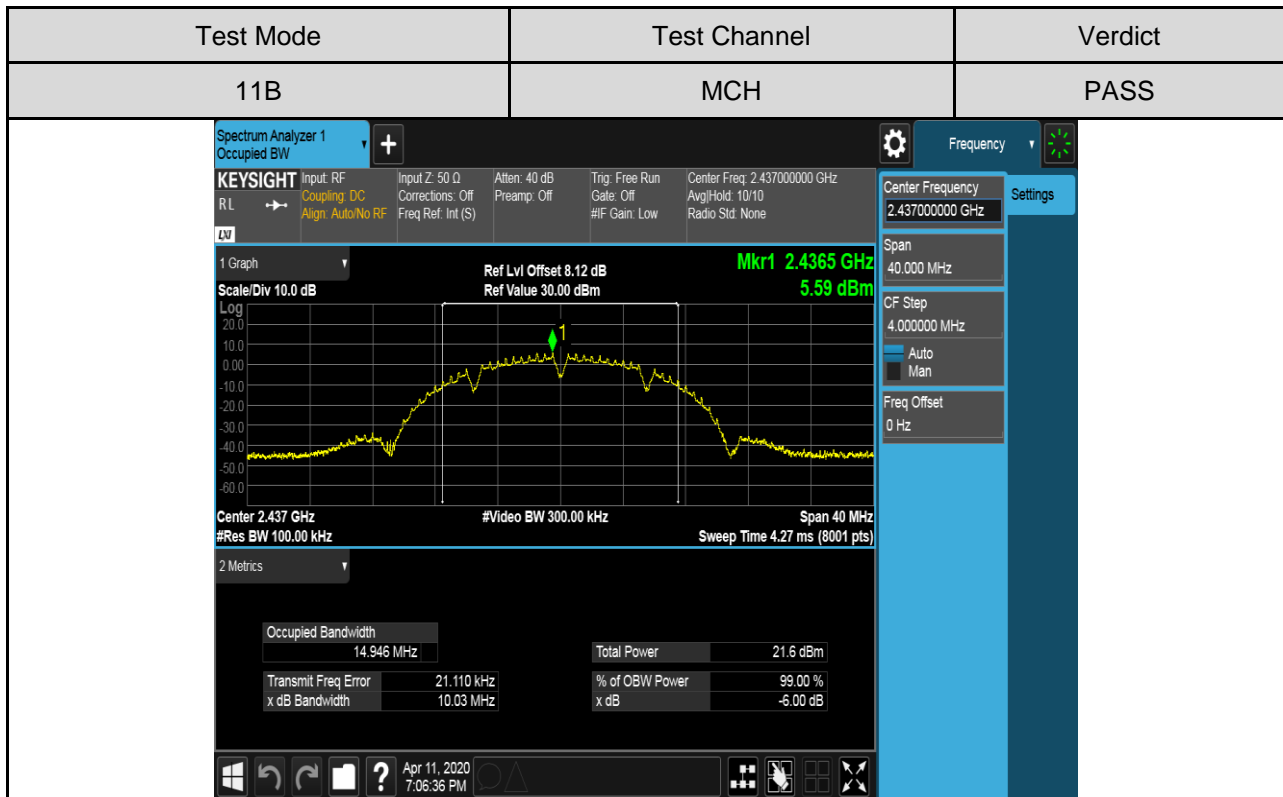 Test Mode Test Channel Verdict
11B MCH PASS
Spectrum Analyzer 1
Occupied BW
+
Frequency
KEYSIGHT Input: RF Input Z: 50 Ω Atten: 40 dB Trig: Free Run Center Freq: 2.437000000 GHz
RL Coupling: DC Corrections: Off Preamp: Off Gate: Off Avg|Hold: 10/10
Align: Auto/No RF Freq Ref: Int (S) #IF Gain: Low Radio Std: None
LXI
Center Frequency
2.437000000 GHz
Settings
Span
40.000 MHz
CF Step
4.000000 MHz
Auto
Man
Freq Offset
0 Hz
1 Graph
Scale/Div 10.0 dB
Ref Lvl Offset 8.12 dB
Ref Value 30.00 dBm
Mkr1 2.4365 GHz
5.59 dBm
Log
20.0
10.0
0.00
-10.0
-20.0
-30.0
-40.0
-50.0
-60.0
1
Center 2.437 GHz #Video BW 300.00 kHz Span 40 MHz
#Res BW 100.00 kHz Sweep Time 4.27 ms (8001 pts)
2 Metrics
Occupied Bandwidth
14.946 MHz
Total Power 21.6 dBm
Transmit Freq Error 21.110 kHz % of OBW Power 99.00 %
x dB Bandwidth 10.03 MHz x dB -6.00 dB
?
Apr 11, 2020
7:06:36 PM